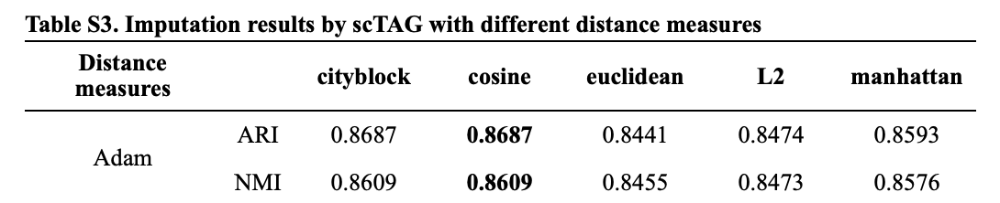 Table S3. Imputation results by scTAG with different distance measures
Distance measures cityblock cosine euclidean L2 manhattan
Adam ARI 0.8687 0.8687 0.8441 0.8474 0.8593
NMI 0.8609 0.8609 0.8455 0.8473 0.8576